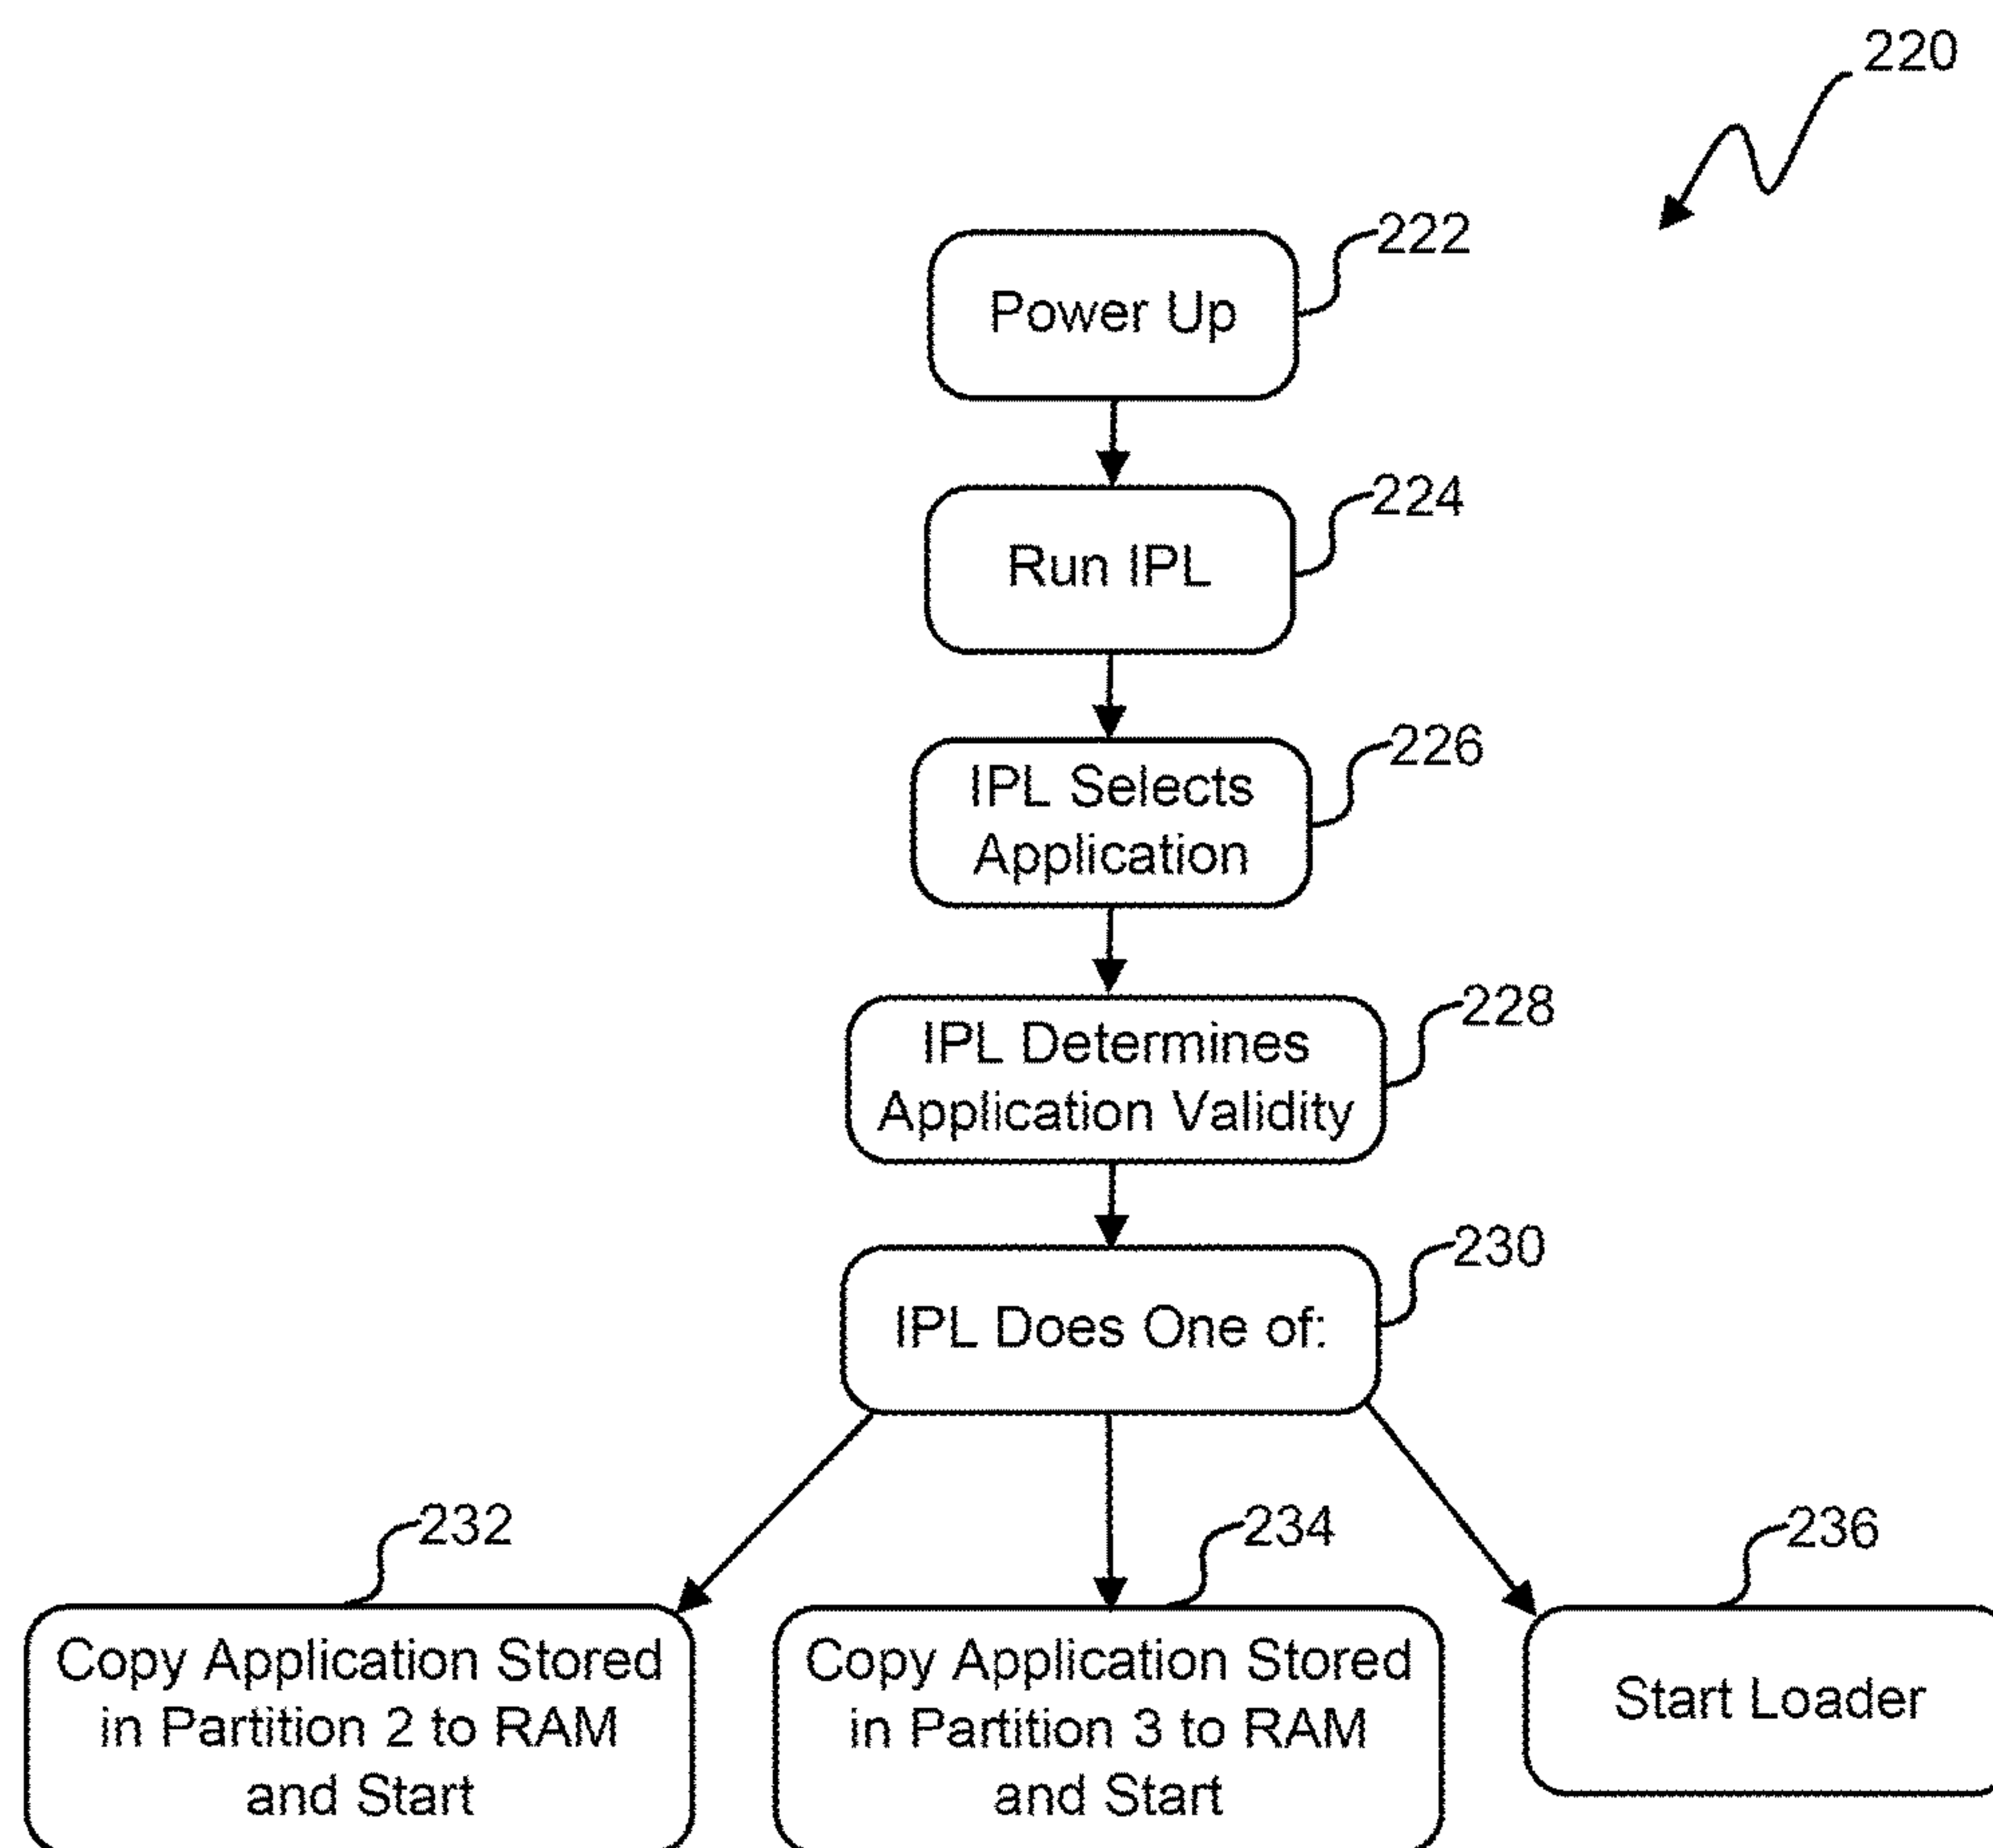 220
222
Power Up
224
Run IPL
226
IPL Selects
Application
228
IPL Determines
Application Validity
230
IPL Does One of:
232
234
236
Copy Application Stored
in Partition 2 to RAM
and Start
Copy Application Stored
in Partition 3 to RAM
and Start
Start Loader